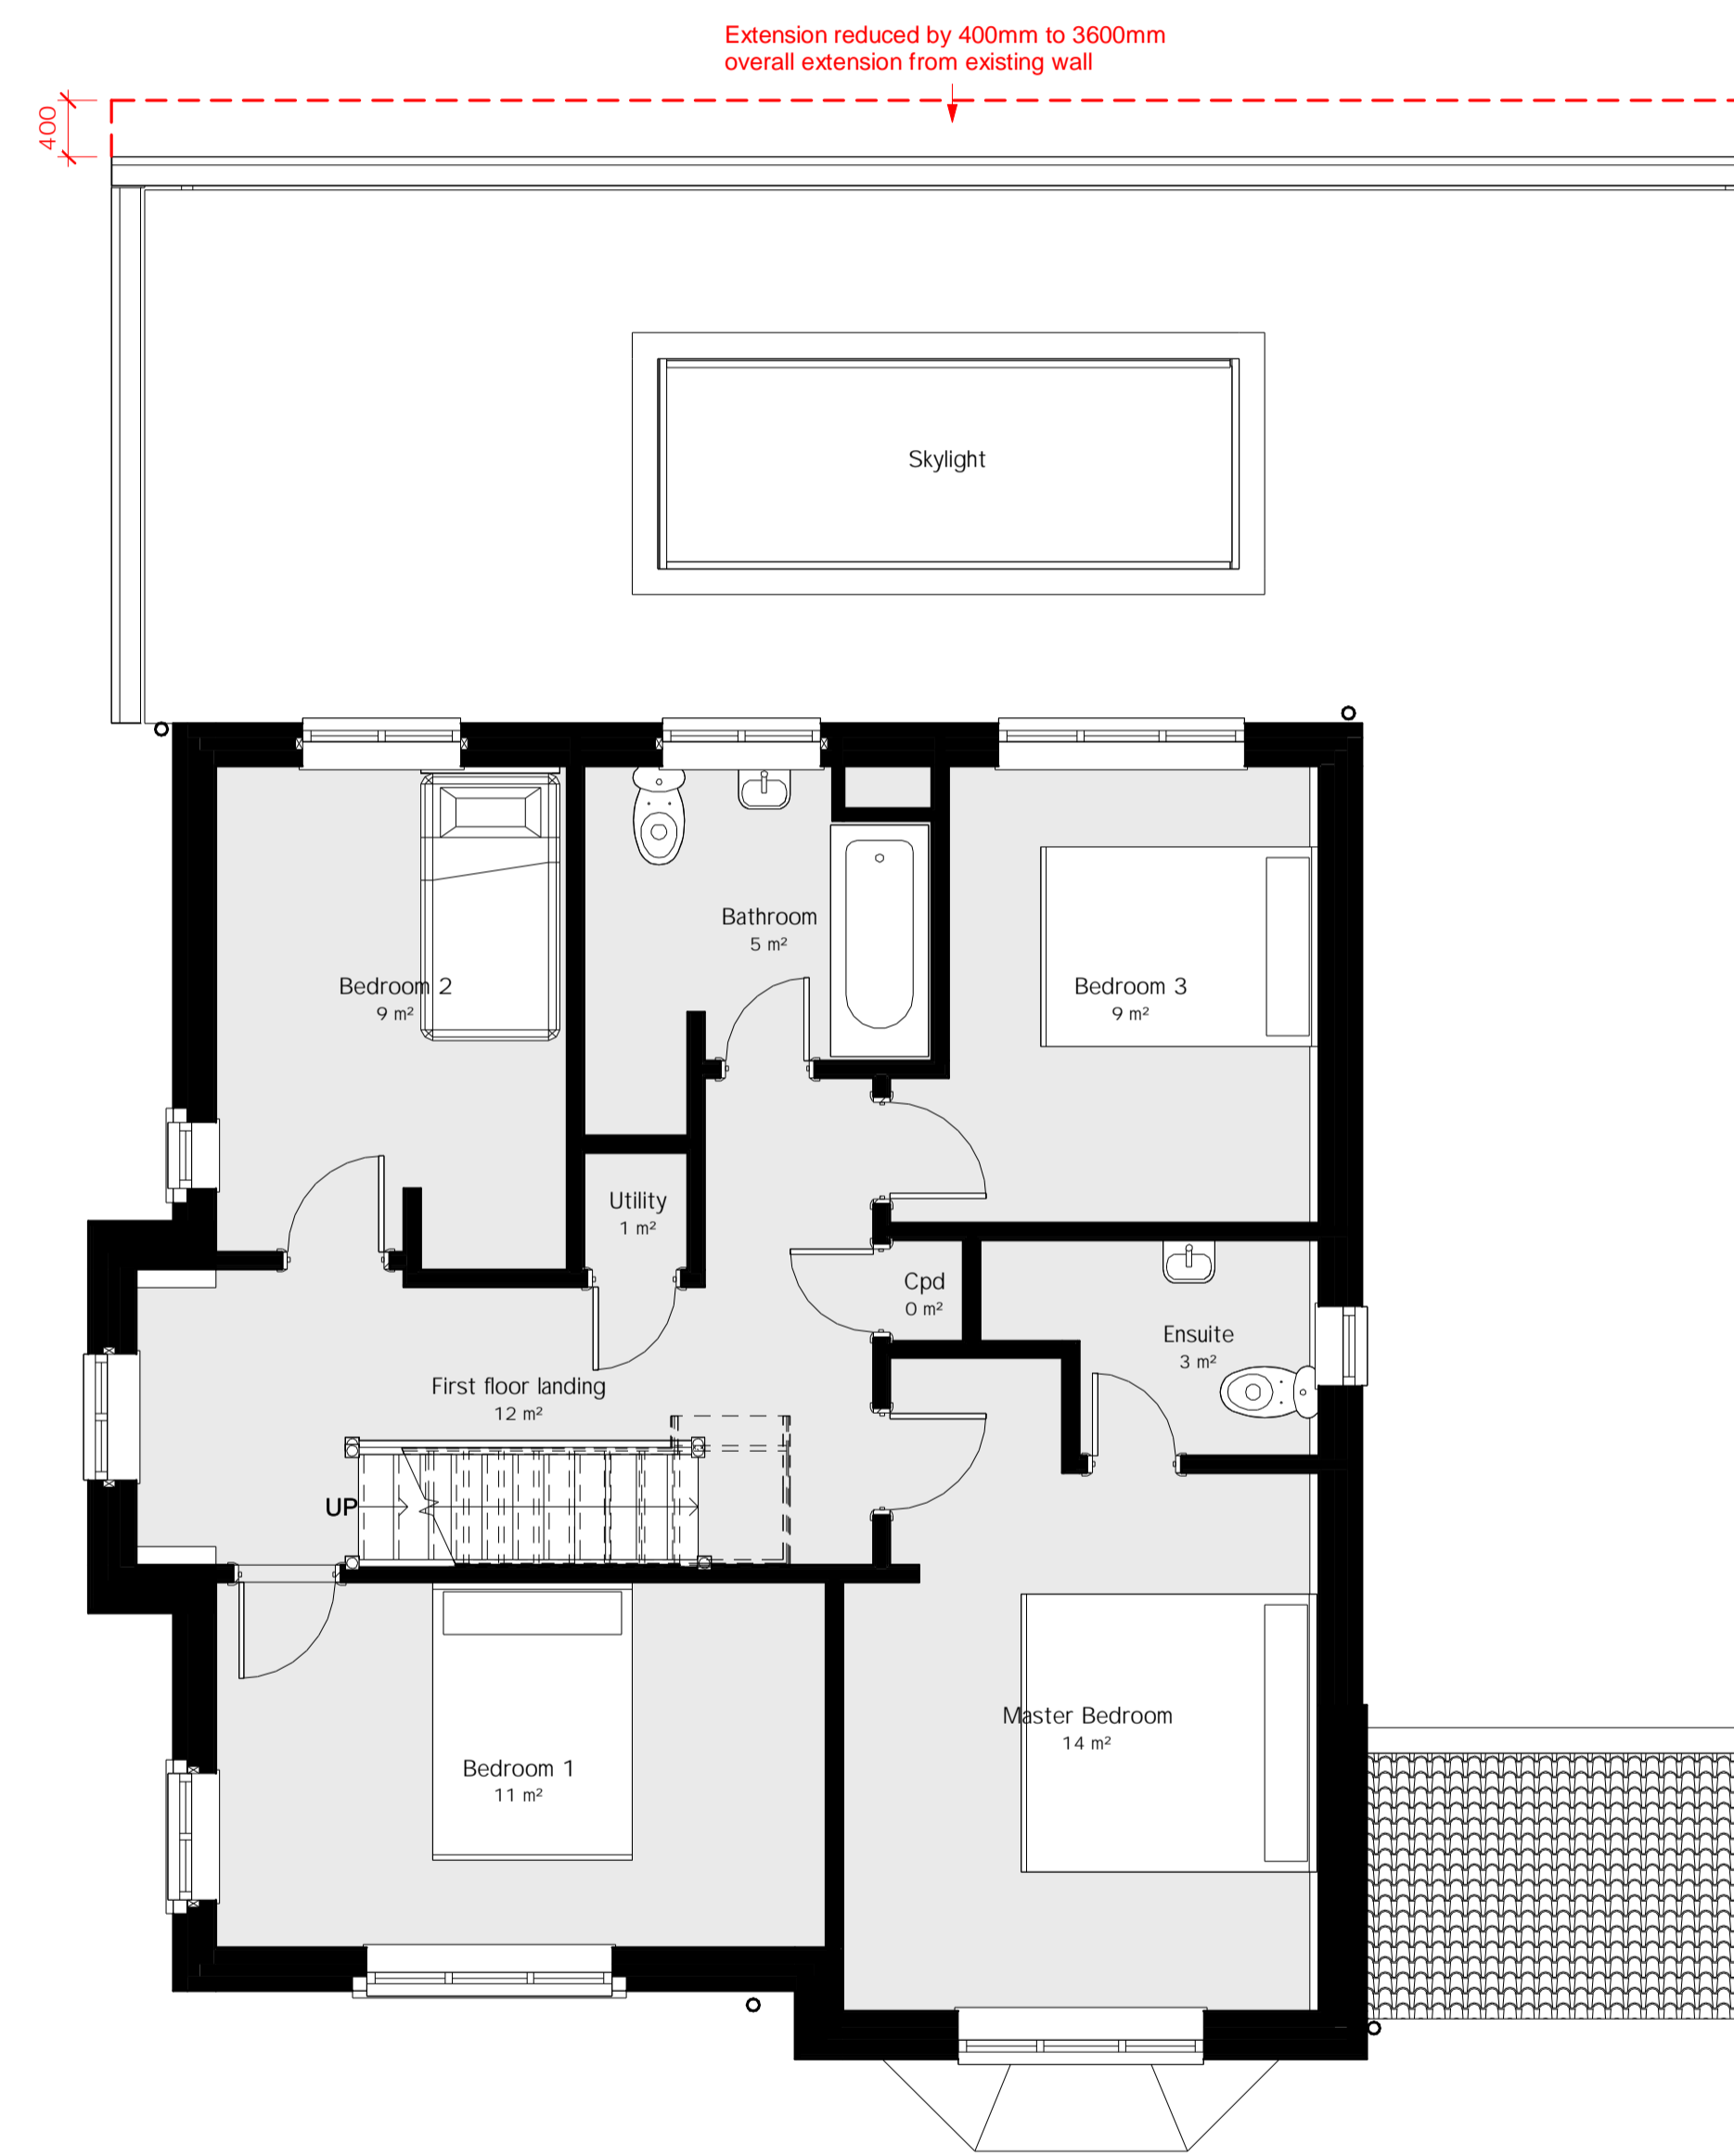 Extension reduced by 400mm to 3600mm
overall extension from existing wall
400
Skylight
Bathroom
5 m²
Bedroom 2
9 m²
Bedroom 3
9 m²
Utility
1 m²
Cpd
0 m²
Ensuite
3 m²
First floor landing
12 m²
UP
Master Bedroom
14 m²
Bedroom 1
11 m²